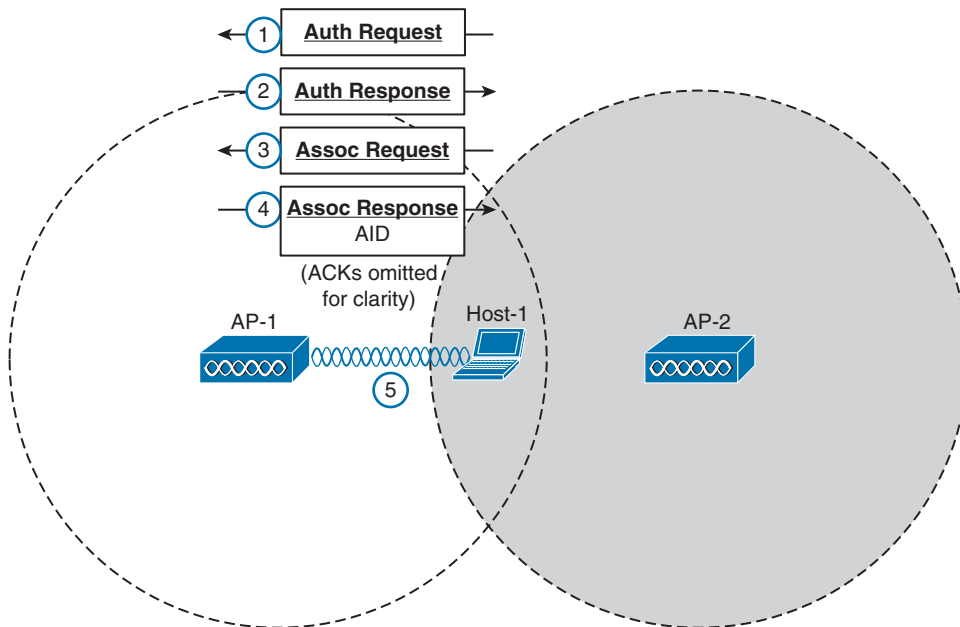 1 Auth Request
2 Auth Response
3 Assoc Request
4 Assoc Response
AID
(ACKs omitted
for clarity)
AP-1
Host-1
AP-2
5